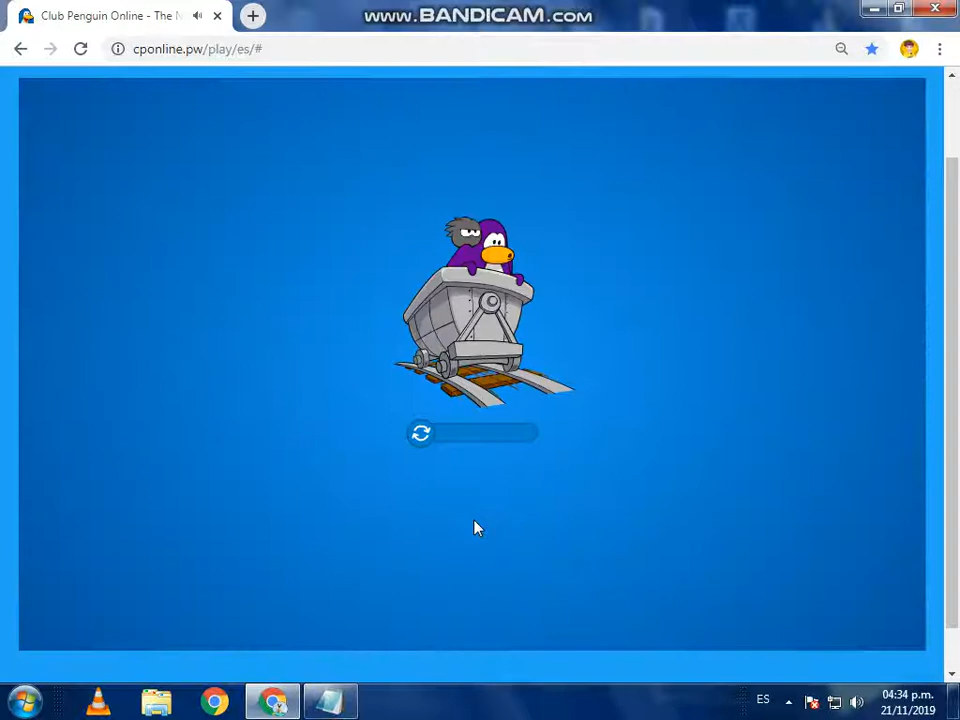 Club Penguin Online - The N
www.BANDICAM.com
cponline.pw/play/es/#
ES
04:34 p.m.
21/11/2019